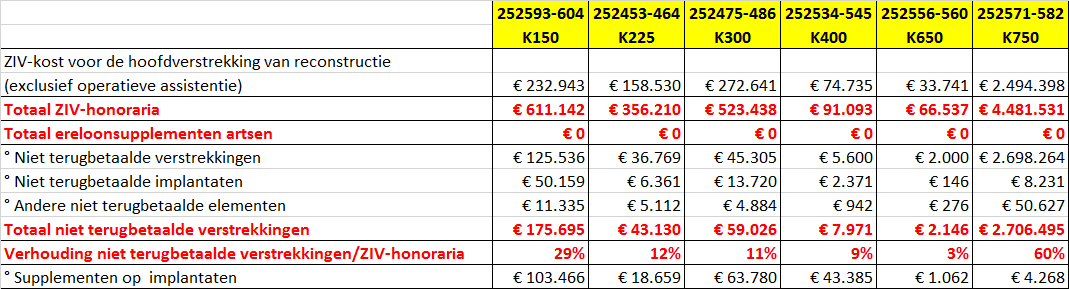 252593-604 252453-464 252475-486 252534-545 252556-560 252571-582
K150 K225 K300 K400 K650 K750
ZIV-kost voor de hoofdverstrekking van reconstructie
(exclusief operatieve assistentie) € 232.943 € 158.530 € 272.641 € 74.735 € 33.741 € 2.494.398
Totaal ZIV-honoraria € 611.142 € 356.210 € 523.438 € 91.093 € 66.537 € 4.481.531
Totaal ereloonsupplementen artsen € 0 € 0 € 0 € 0 € 0 € 0
° Niet terugbetaalde verstrekkingen € 125.536 € 36.769 € 45.305 € 5.600 € 2.000 € 2.698.264
° Niet terugbetaalde implantaten € 50.159 € 6.361 € 13.720 € 2.371 € 146 € 8.231
° Andere niet terugbetaalde elementen € 11.335 € 5.112 € 4.884 € 942 € 276 € 50.627
Totaal niet terugbetaalde verstrekkingen € 175.695 € 43.130 € 59.026 € 7.971 € 2.146 € 2.706.495
Verhouding niet terugbetaalde verstrekkingen/ZIV-honoraria 29% 12% 11% 9% 3% 60%
° Supplementen op implantaten € 103.466 € 18.659 € 63.780 € 43.385 € 1.062 € 4.268